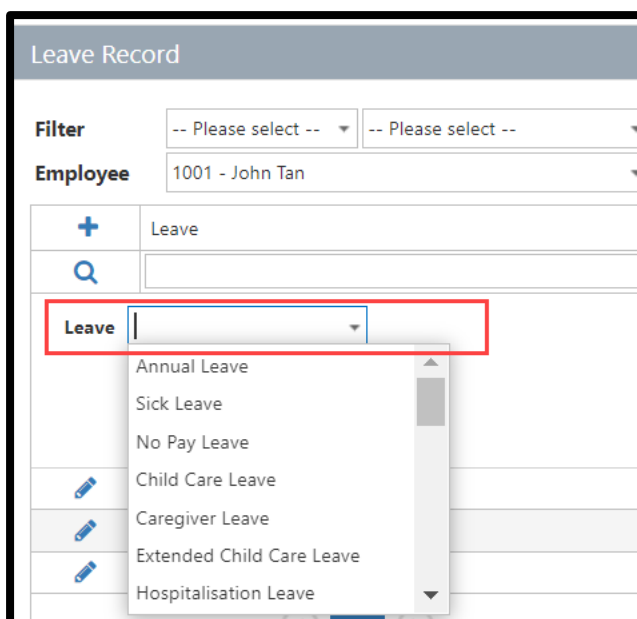 Leave Record
Filter -- Please select -- -- Please select --
Employee 1001 - John Tan
Leave
Leave
Annual Leave
Sick Leave
No Pay Leave
Child Care Leave
Caregiver Leave
Extended Child Care Leave
Hospitalisation Leave